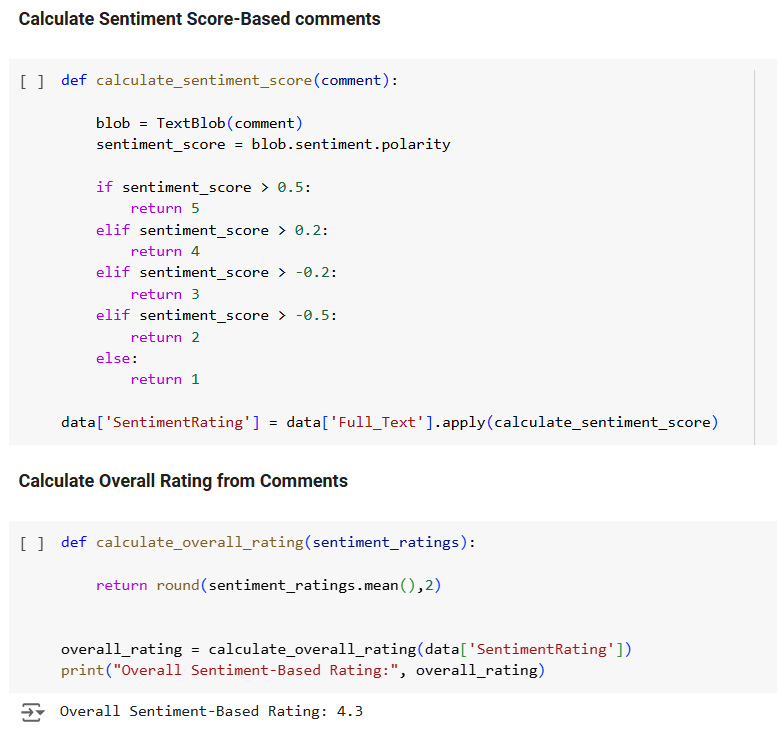 Calculate Sentiment Score-Based comments
[ ] def calculate_sentiment_score(comment):
blob = TextBlob(comment)
sentiment_score = blob.sentiment.polarity
if sentiment_score > 0.5:
return 5
elif sentiment_score > 0.2:
return 4
elif sentiment_score > -0.2:
return 3
elif sentiment_score > -0.5:
return 2
else:
return 1
data['SentimentRating'] = data['Full_Text'].apply(calculate_sentiment_score)
Calculate Overall Rating from Comments
[ ] def calculate_overall_rating(sentiment_ratings):
return round(sentiment_ratings.mean(),2)
overall_rating = calculate_overall_rating(data['SentimentRating'])
print("Overall Sentiment-Based Rating:", overall_rating)
Overall Sentiment-Based Rating: 4.3